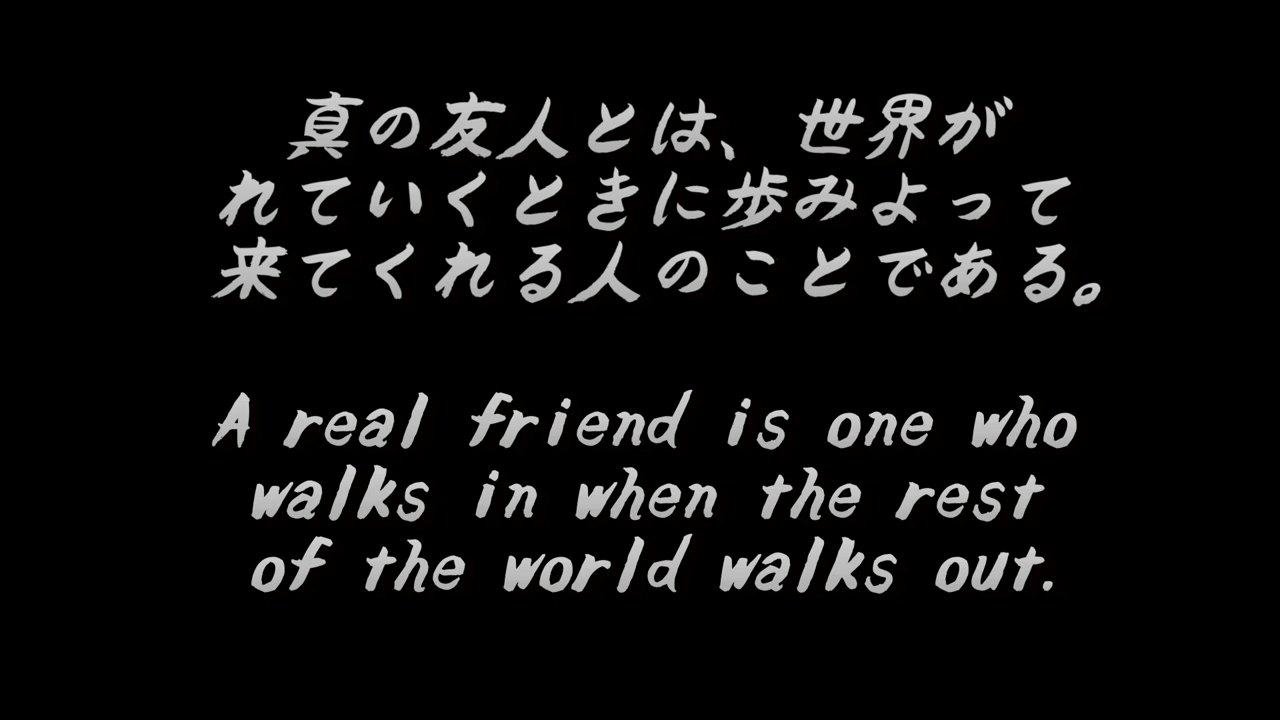 真の友人とは、世界が
れていくときに歩みよって
来てくれる人のことである。
A real friend is one who
walks in when the rest
of the world walks out.